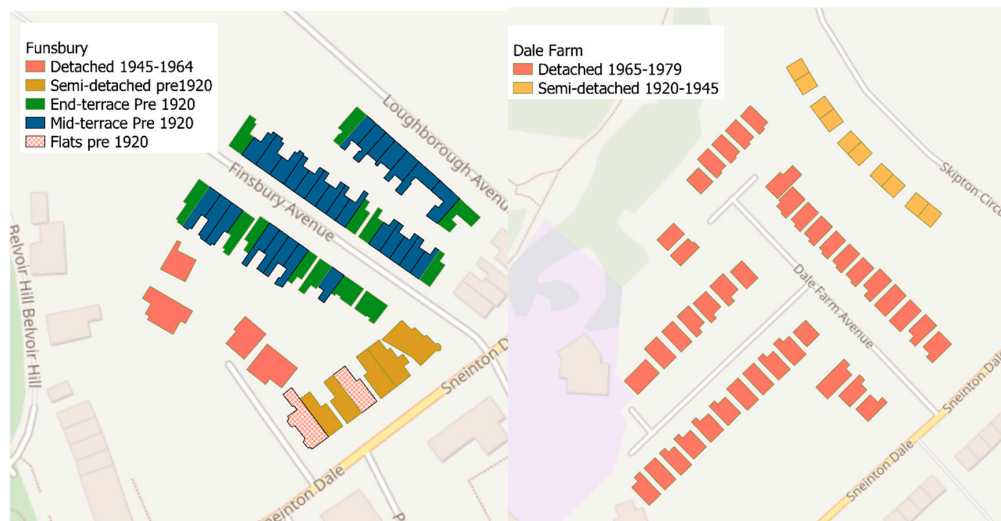 Funsbury
Detached 1945-1964
Semi-detached pre1920
End-terrace Pre 1920
Mid-terrace Pre 1920
Flats pre 1920
Loughborough Avenu
Finsbury Avenue
Belvoir Hill Belvoir Hill
Sneinton Da
Sneinton Dale
P
Dale Farm
Detached 1965-1979
Semi-detached 1920-1945
Skipton Circu
Dale Farm Avenue
Sneinton Dale
Sneinton Dale